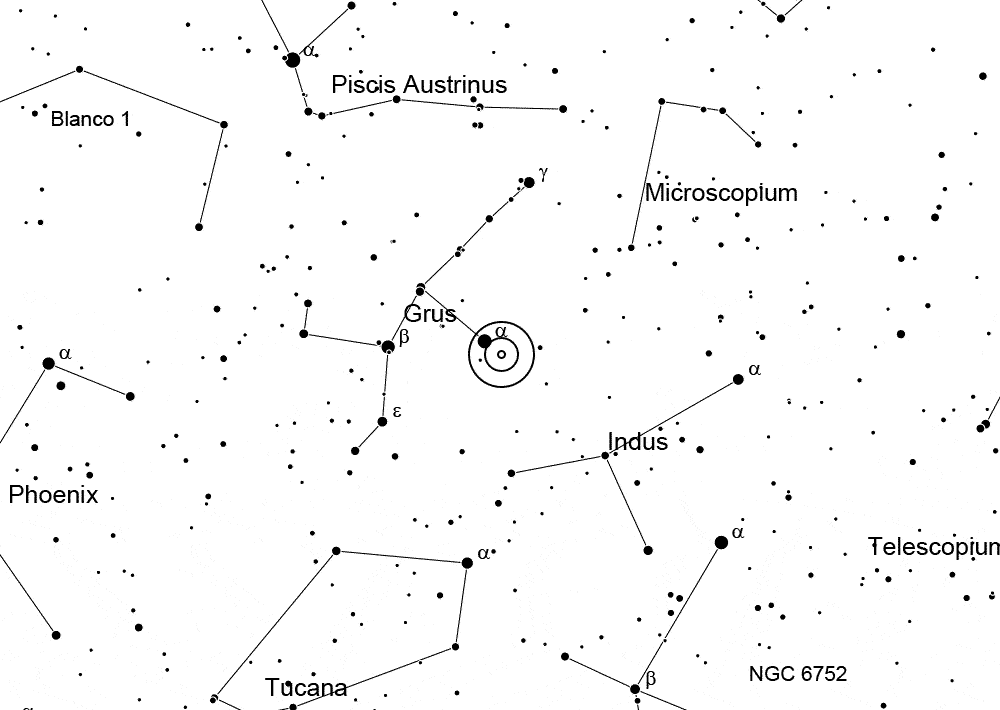 α
Piscis Austrinus
Blanco 1
γ
Microscopium
Grus
α
β
α
α
ε
Indus
Phoenix
α
Telescopium
α
Tucana
NGC 6752
β
α